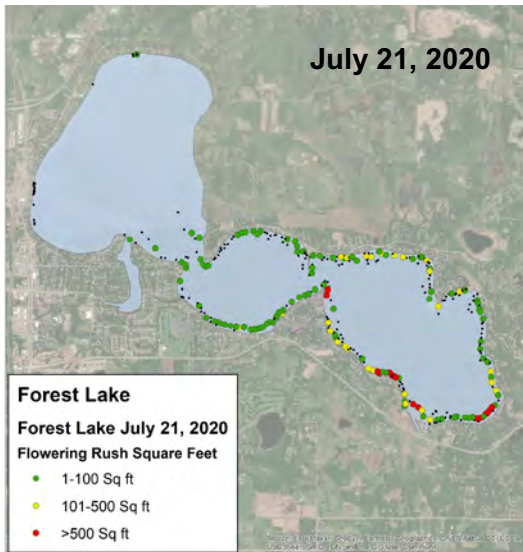 July 21, 2020
Forest Lake
Forest Lake July 21, 2020
Flowering Rush Square Feet
1-100 Sq ft
101-500 Sq ft
>500 Sq ft